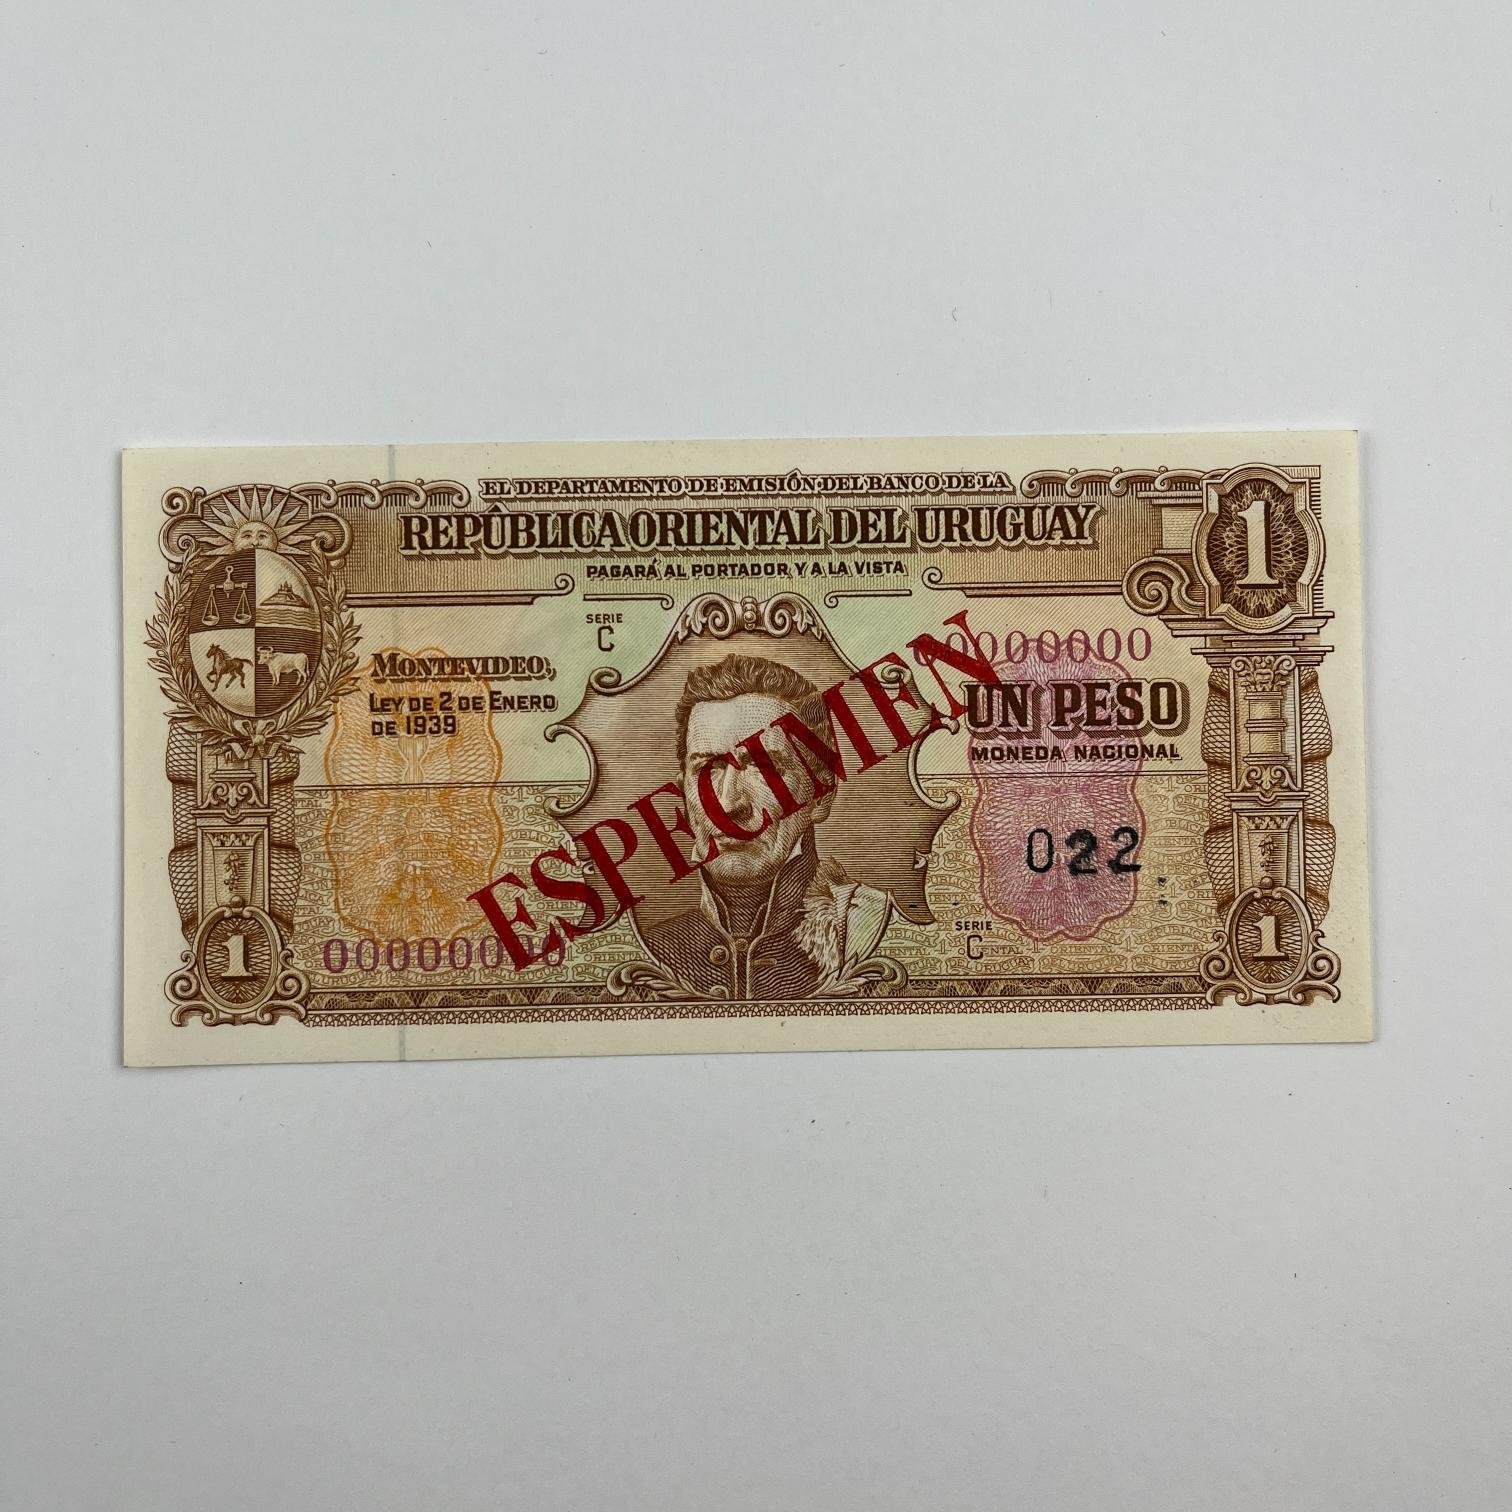 EL DEPARTAMENTO DE EMISIÓN DEL BANCO DE LA
REPÚBLICA ORIENTAL DEL URUGUAY
PAGARÁ AL PORTADOR Y A LA VISTA
1
SERIE
C
00000000
MONTEVIDEO,
LEY DE 2 DE ENERO
DE 1939
UN PESO
MONEDA NACIONAL
ESPECIMEN
022
SERIE
C
00000000
1
1